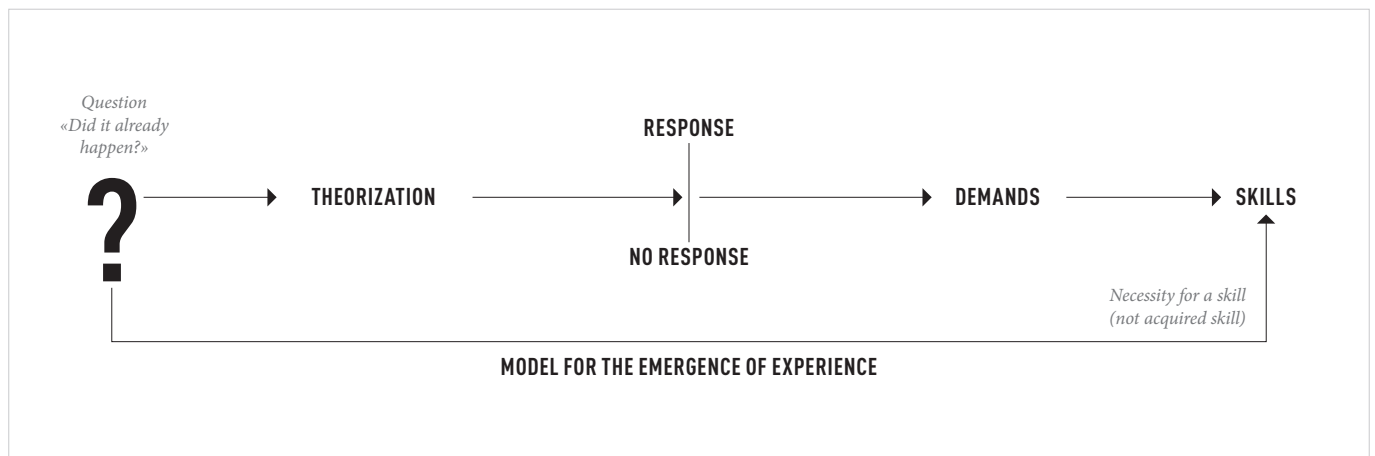 Question
«Did it already
happen?»
?
RESPONSE
THEORIZATION
DEMANDS
SKILLS
NO RESPONSE
Necessity for a skill
(not acquired skill)
MODEL FOR THE EMERGENCE OF EXPERIENCE